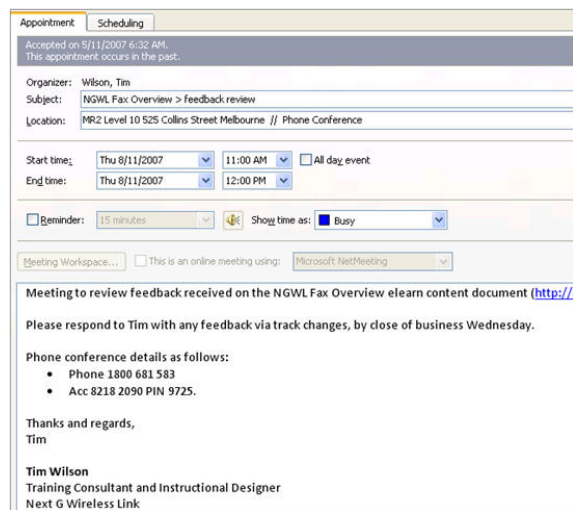 Appointment Scheduling
Accepted on 5/11/2007 6:32 AM.
This appointment occurs in the past.
Organizer: Wilson, Tim
Subject: NGWL Fax Overview > feedback review
Location: MR2 Level 10 525 Collins Street Melbourne // Phone Conference
Start time: Thu 8/11/2007 11:00 AM All day event
End time: Thu 8/11/2007 12:00 PM
Reminder: 15 minutes Show time as: Busy
Meeting Workspace... This is an online meeting using: Microsoft NetMeeting
Meeting to review feedback received on the NGWL Fax Overview elearn content document (http://
Please respond to Tim with any feedback via track changes, by close of business Wednesday.
Phone conference details as follows:
• Phone 1800 681 583
• Acc 8218 2090 PIN 9725.
Thanks and regards,
Tim
Tim Wilson
Training Consultant and Instructional Designer
Next G Wireless Link